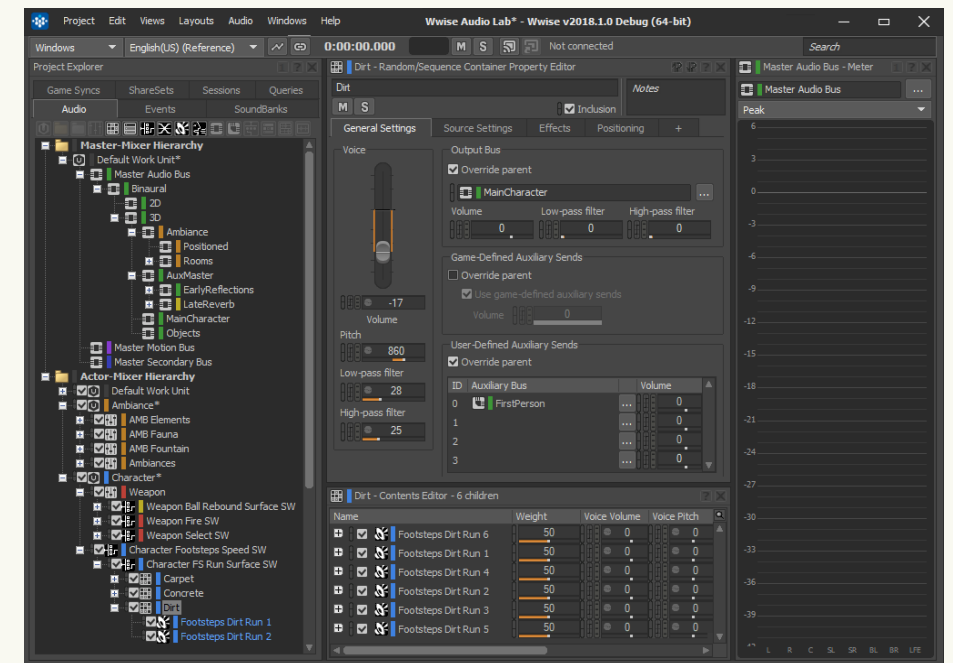 Project Edit Views Layouts Audio Windows Help Wwise Audio Lab* - Wwise v2018.1.0 Debug (64-bit)
Windows English(US) (Reference) 0:00:00.000 M S Not connected Search
Project Explorer
Game Syncs ShareSets Sessions Queries
Audio Events SoundBanks
Master-Mixer Hierarchy
Default Work Unit*
Master Audio Bus
Binaural
2D
3D
Ambiance
Positioned
Rooms
AuxMaster
EarlyReflections
LateReverb
MainCharacter
Objects
Master Motion Bus
Master Secondary Bus
Actor-Mixer Hierarchy
Default Work Unit
Ambiance*
AMB Elements
AMB Fauna
AMB Fountain
Ambiances
Character*
Weapon
Weapon Ball Rebound Surface SW
Weapon Fire SW
Weapon Select SW
Character Footsteps Speed SW
Character FS Run Surface SW
Carpet
Concrete
Dirt
Footsteps Dirt Run 1
Footsteps Dirt Run 2
Dirt - Random/Sequence Container Property Editor
Dirt Notes
M S Inclusion
General Settings Source Settings Effects Positioning +
Voice
-17
Volume
Pitch
860
Low-pass filter
28
High-pass filter
25
Output Bus
Override parent
MainCharacter ...
Volume Low-pass filter High-pass filter
0 0 0
Game-Defined Auxiliary Sends
Override parent
Use game-defined auxiliary sends
Volume 0
User-Defined Auxiliary Sends
Override parent
ID Auxiliary Bus Volume
0 FirstPerson ... 0
1 ... 0
2 ... 0
3 ... 0
Dirt - Contents Editor - 6 children
Name Weight Voice Volume Voice Pitch
Footsteps Dirt Run 6 50 0 0
Footsteps Dirt Run 1 50 0 0
Footsteps Dirt Run 4 50 0 0
Footsteps Dirt Run 2 50 0 0
Footsteps Dirt Run 3 50 0 0
Footsteps Dirt Run 5 50 0 0
Master Audio Bus - Meter
Master Audio Bus ...
Peak
6
3
0
-3
-6
-9
-12
-15
-18
-21
-24
-27
-30
-33
-36
-39
L R C SL SR BL BR LFE